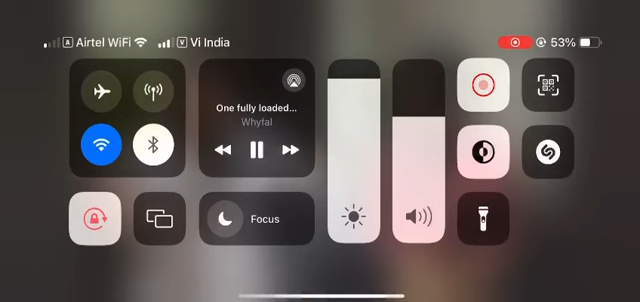 A Airtel WiFi V Vi India 53%
One fully loaded...
Whyfal
Focus